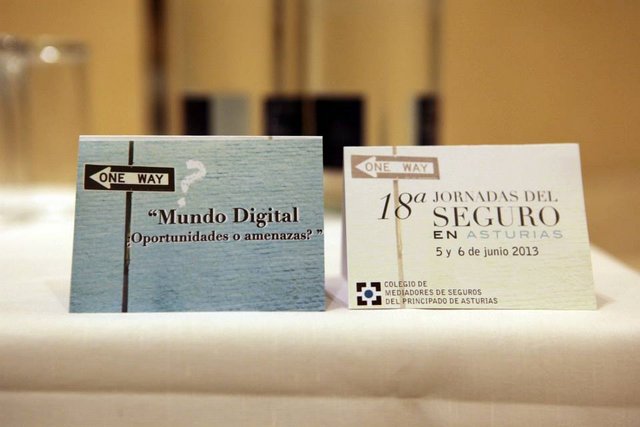 ONE WAY
?
“Mundo Digital
¿Oportunidades o amenazas?”
ONE WAY
18ª JORNADAS DEL
SEGURO
EN ASTURIAS
5 y 6 de junio 2013
COLEGIO DE
MEDIADORES DE SEGUROS
DEL PRINCIPADO DE ASTURIAS